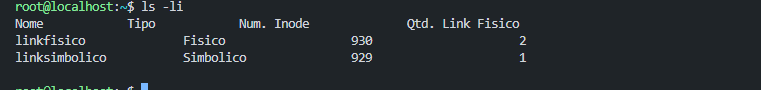 root@localhost:~$ ls -li
Nome Tipo Num. Inode Qtd. Link Fisico
linkfisico Fisico 930 2
linksimbolico Simbolico 929 1
root@localhost:~$